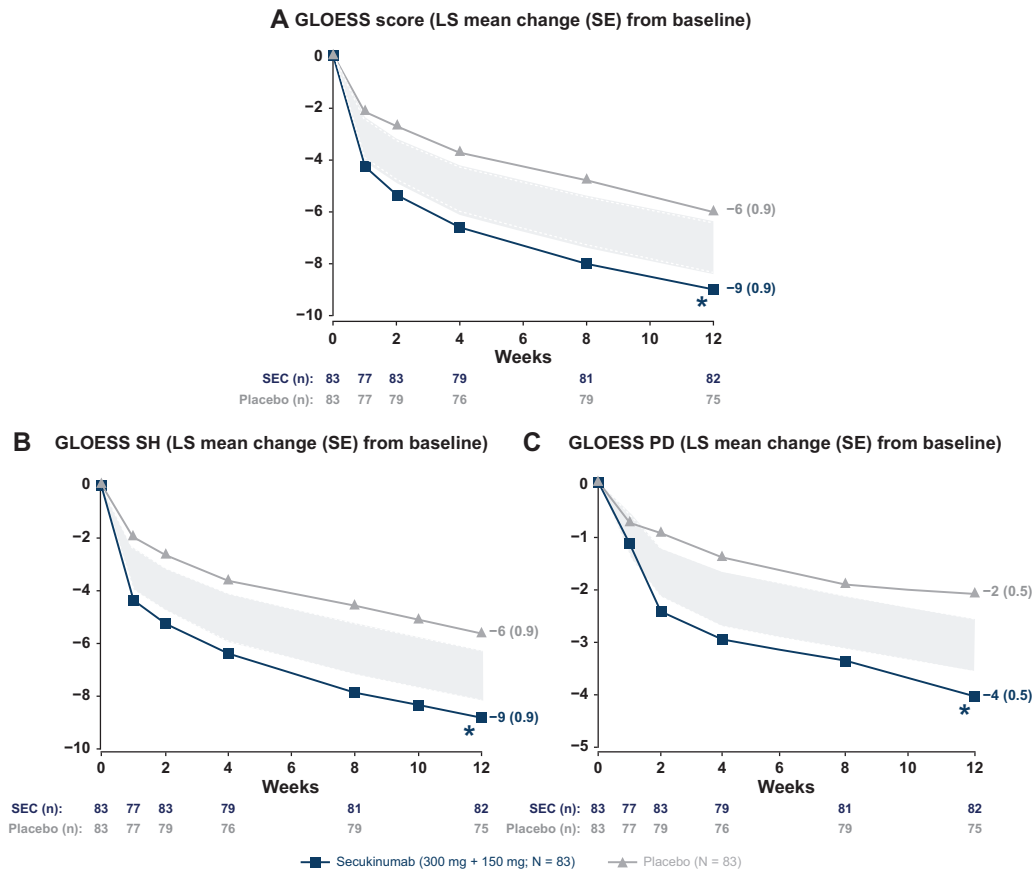 A GLOESS score (LS mean change (SE) from baseline)
0
−2
−4
−6
−8
−10
−6 (0.9)
−9 (0.9)
*
0 2 4 6 8 10 12
Weeks
SEC (n): 83 77 83 79 81 82
Placebo (n): 83 77 79 76 79 75
B GLOESS SH (LS mean change (SE) from baseline)
0
−2
−4
−6
−8
−10
−6 (0.9)
−9 (0.9)
*
0 2 4 6 8 10 12
Weeks
SEC (n): 83 77 83 79 81 82
Placebo (n): 83 77 79 76 79 75
C GLOESS PD (LS mean change (SE) from baseline)
0
−1
−2
−3
−4
−5
−2 (0.5)
−4 (0.5)
*
0 2 4 6 8 10 12
Weeks
SEC (n): 83 77 83 79 81 82
Placebo (n): 83 77 79 76 79 75
Secukinumab (300 mg + 150 mg; N = 83) Placebo (N = 83)